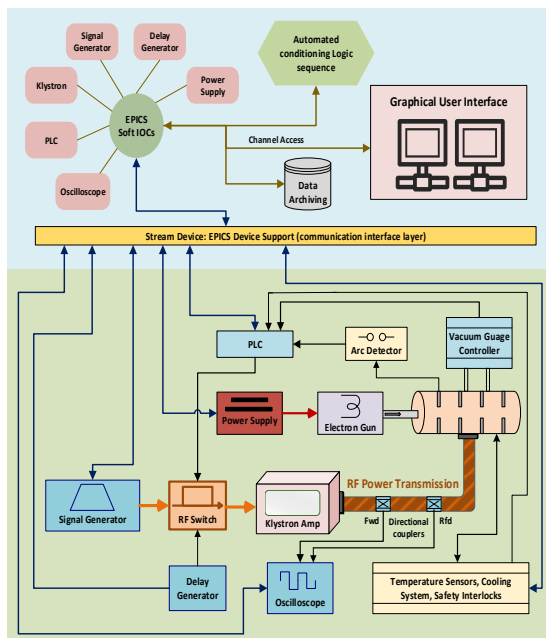 Signal
Generator
Delay
Generator
Klystron
Power
Supply
EPICS
Soft IOCs
PLC
Oscilloscope
Automated
conditioning Logic
sequence
Channel Access
Data
Archiving
Graphical User Interface
Stream Device: EPICS Device Support (communication interface layer)
PLC
Arc Detector
Vacuum Guage
Controller
Power Supply
Electron Gun
RF Power Transmission
Signal Generator
RF Switch
Klystron Amp
Fwd
Directional
couplers
Rfd
Delay
Generator
Oscilloscope
Temperature Sensors, Cooling
System, Safety Interlocks